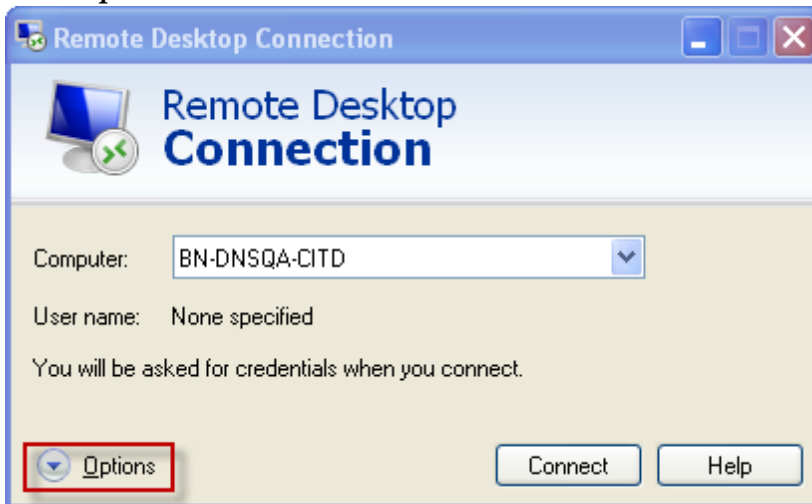 Remote Desktop Connection
Remote Desktop
Connection
Computer: BN-DNSQA-CITD
User name: None specified
You will be asked for credentials when you connect.
Options Connect Help